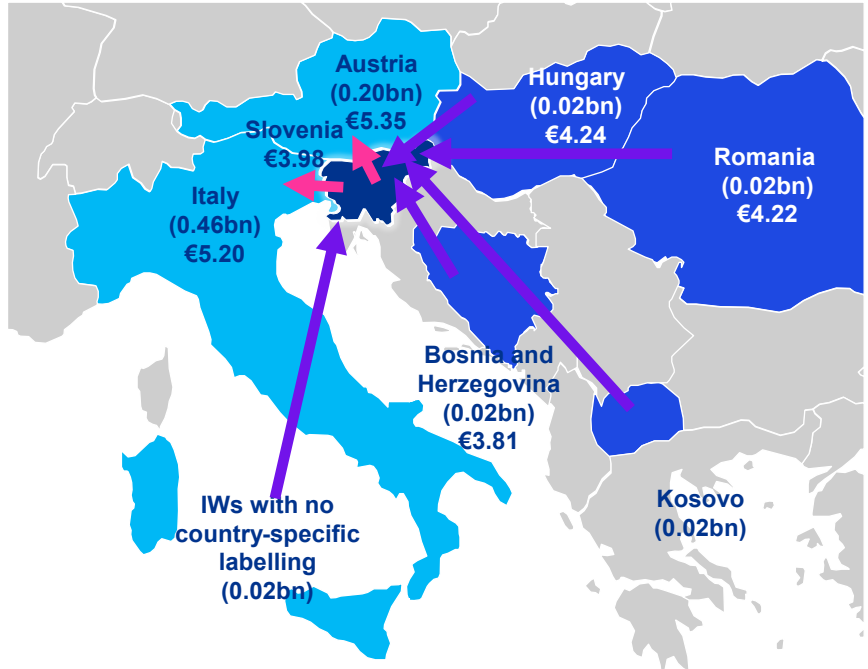 Austria
(0.20bn)
€5.35
Hungary
(0.02bn)
€4.24
Slovenia
€3.98
Romania
(0.02bn)
€4.22
Italy
(0.46bn)
€5.20
Bosnia and
Herzegovina
(0.02bn)
€3.81
IWs with no
country-specific
labelling
(0.02bn)
Kosovo
(0.02bn)